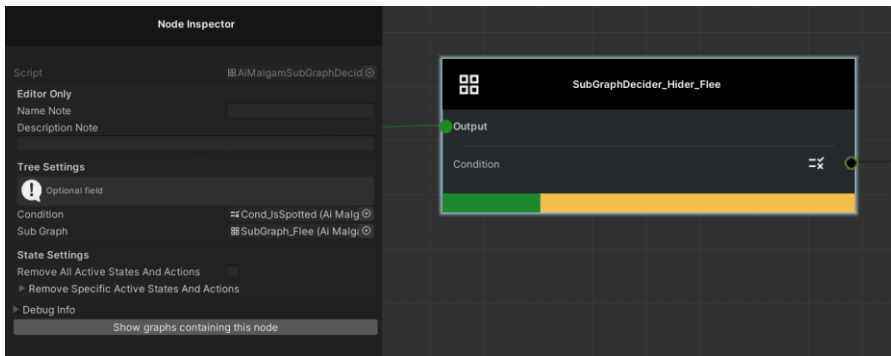 Node Inspector
Script
AiMalgamSubGraphDecid
Editor Only
Name Note
Description Note
Tree Settings
Optional field
Condition
Cond_IsSpotted (Ai Malg
Sub Graph
SubGraph_Flee (Ai Malga
State Settings
Remove All Active States And Actions
Remove Specific Active States And Actions
Debug Info
Show graphs containing this node
SubGraphDecider_Hider_Flee
Output
Condition